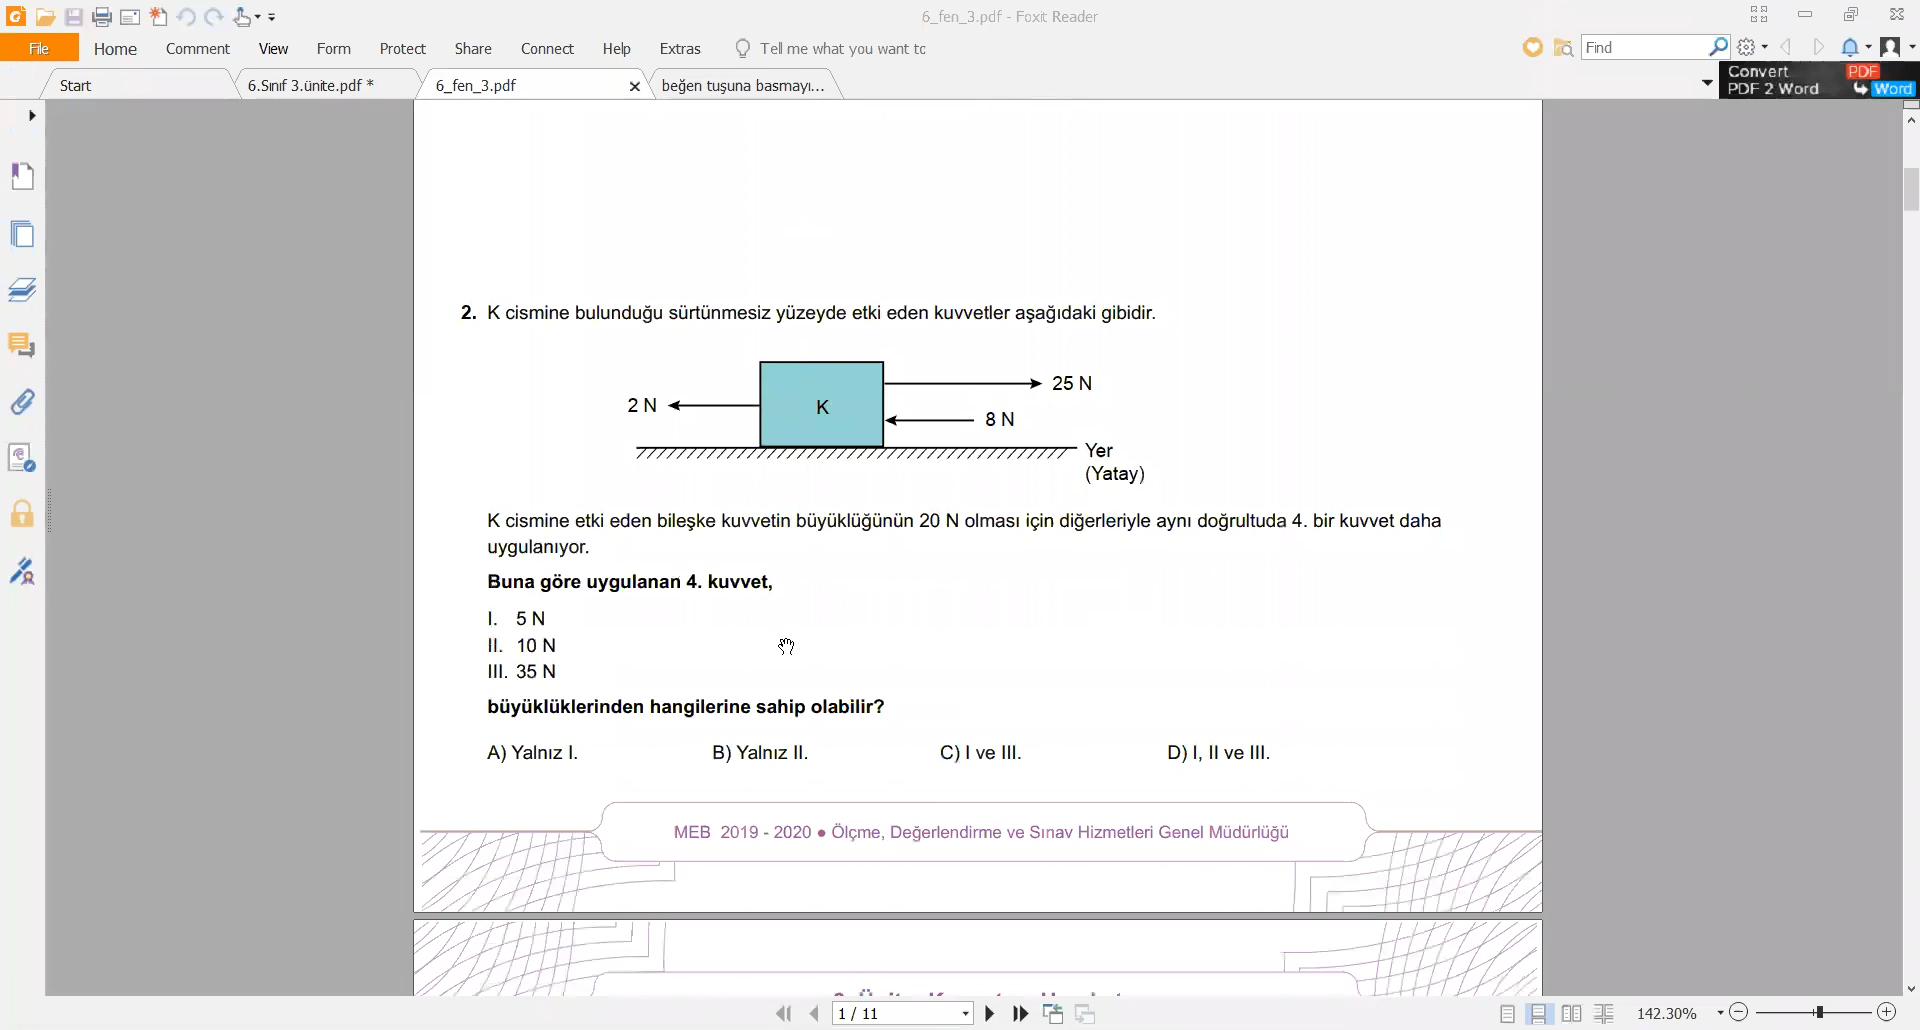 6_fen_3.pdf - Foxit Reader
File Home Comment View Form Protect Share Connect Help Extras Tell me what you want to Find
Start 6.Sınıf 3.ünite.pdf * 6_fen_3.pdf beğen tuşuna basmayı...
Convert PDF
PDF 2 Word Word
2. K cismine bulunduğu sürtünmesiz yüzeyde etki eden kuvvetler aşağıdaki gibidir.
25 N
2 N K
8 N
Yer
(Yatay)
K cismine etki eden bileşke kuvvetin büyüklüğünün 20 N olması için diğerleriyle aynı doğrultuda 4. bir kuvvet daha
uygulanıyor.
Buna göre uygulanan 4. kuvvet,
I. 5 N
II. 10 N
III. 35 N
büyüklüklerinden hangilerine sahip olabilir?
A) Yalnız I. B) Yalnız II. C) I ve III. D) I, II ve III.
MEB 2019 - 2020 ● Ölçme, Değerlendirme ve Sınav Hizmetleri Genel Müdürlüğü
1 / 11 142.30%